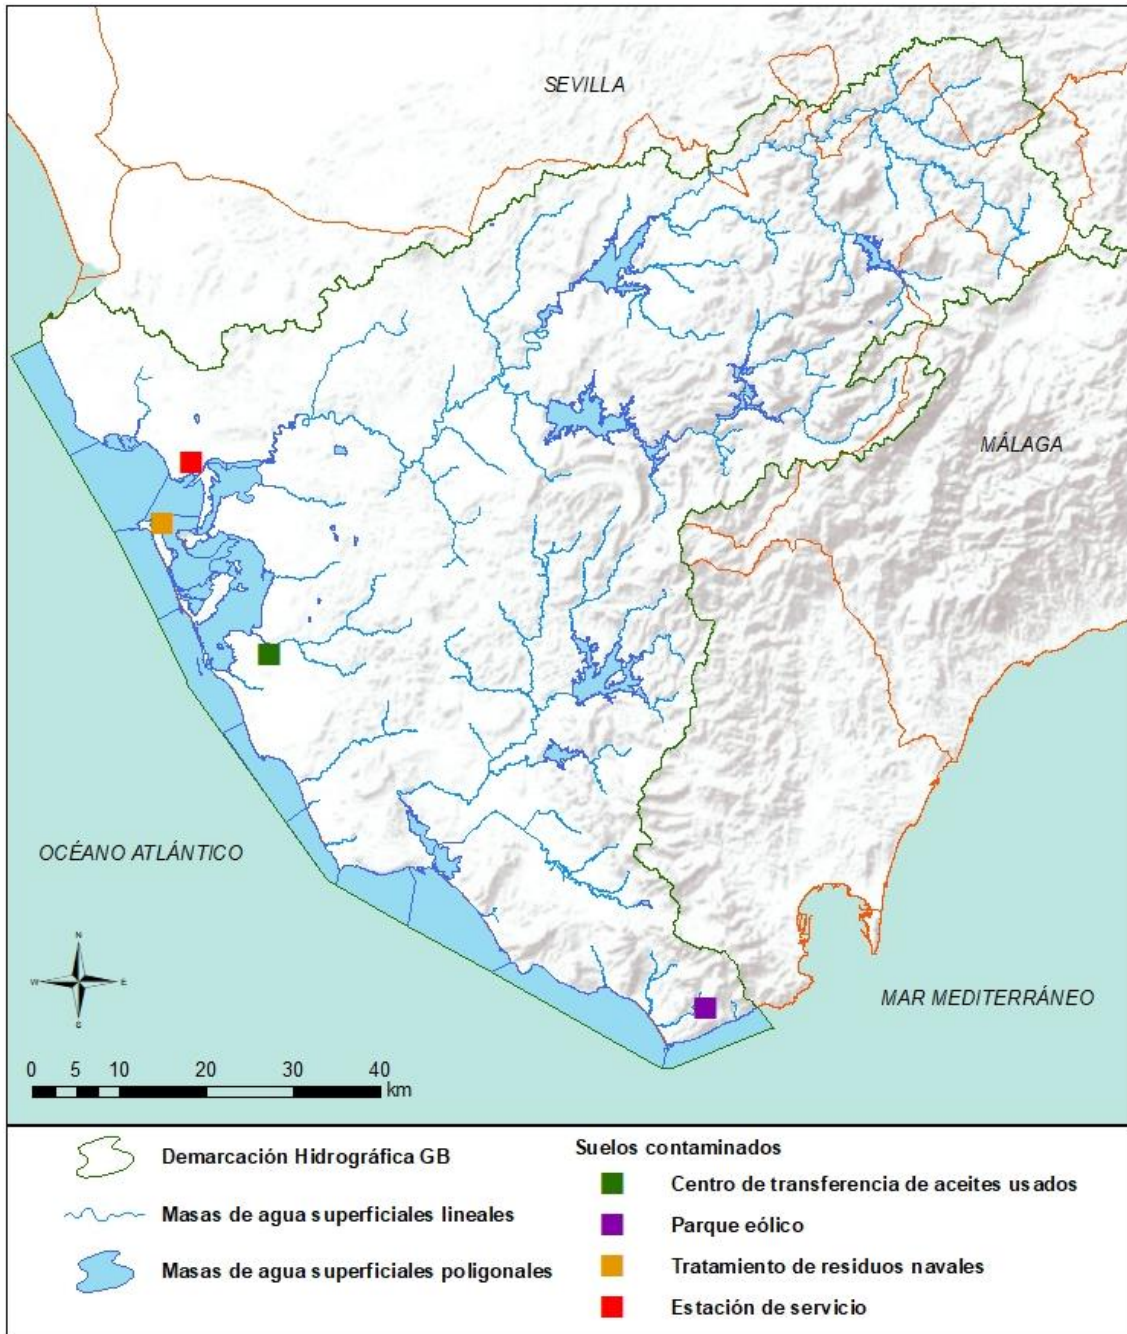 SEVILLA
MÁLAGA
OCÉANO ATLÁNTICO
N
W E
S
MAR MEDITERRÁNEO
0 5 10 20 30 40
km
Demarcación Hidrográfica GB
Masas de agua superficiales lineales
Masas de agua superficiales poligonales
Suelos contaminados
Centro de transferencia de aceites usados
Parque eólico
Tratamiento de residuos navales
Estación de servicio